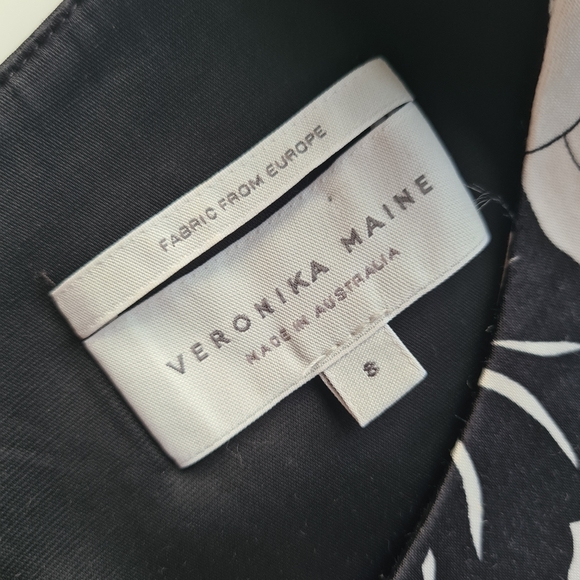 FABRIC FROM EUROPE
VERONIKA MAINE
MADE IN AUSTRALIA
8